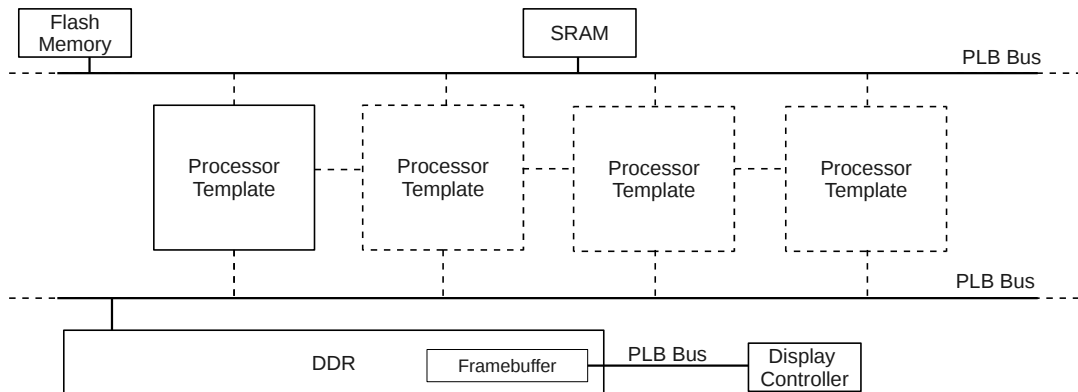 Flash
Memory
SRAM
PLB Bus
Processor
Template
Processor
Template
Processor
Template
Processor
Template
PLB Bus
DDR
Framebuffer
PLB Bus
Display
Controller